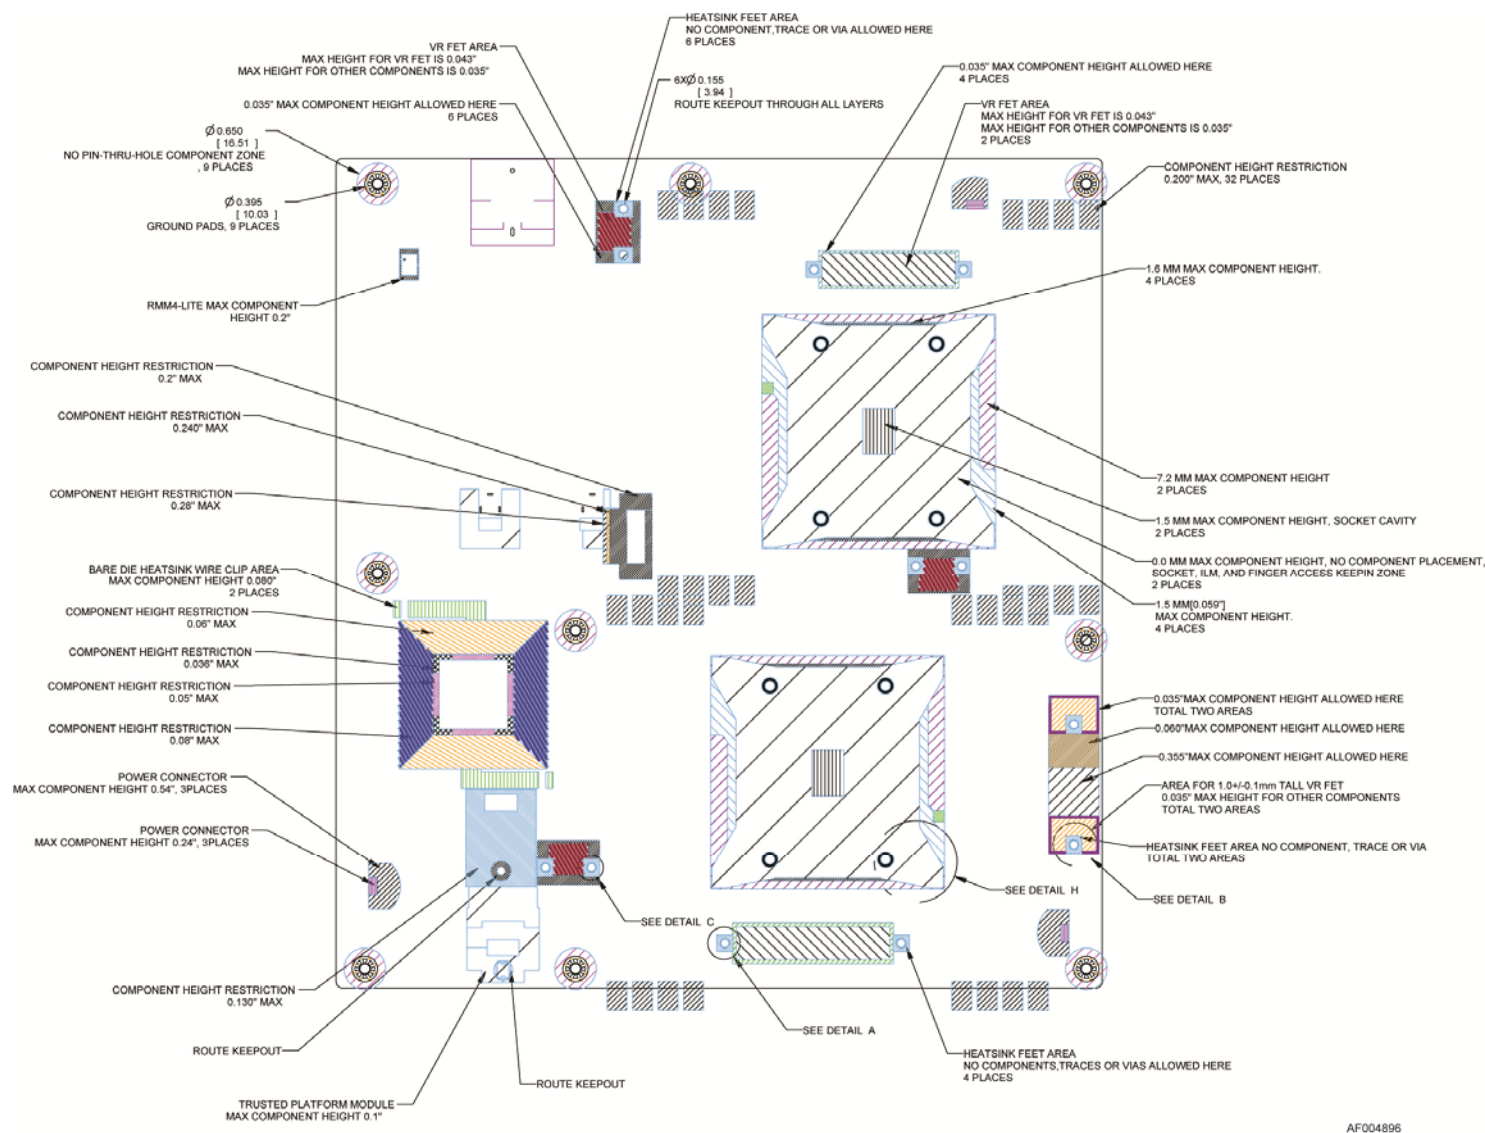 HEATSINK FEET AREA
NO COMPONENT,TRACE OR VIA ALLOWED HERE
6 PLACES
VR FET AREA
MAX HEIGHT FOR VR FET IS 0.043"
MAX HEIGHT FOR OTHER COMPONENTS IS 0.035"
6XØ 0.155
[ 3.94 ]
ROUTE KEEPOUT THROUGH ALL LAYERS
0.035" MAX COMPONENT HEIGHT ALLOWED HERE
6 PLACES
0.035" MAX COMPONENT HEIGHT ALLOWED HERE
4 PLACES
VR FET AREA
MAX HEIGHT FOR VR FET IS 0.043"
MAX HEIGHT FOR OTHER COMPONENTS IS 0.035"
2 PLACES
Ø 0.650
[ 16.51 ]
NO PIN-THRU-HOLE COMPONENT ZONE
, 9 PLACES
COMPONENT HEIGHT RESTRICTION
0.200" MAX, 32 PLACES
Ø 0.395
[ 10.03 ]
GROUND PADS, 9 PLACES
1.6 MM MAX COMPONENT HEIGHT.
4 PLACES
RMM4-LITE MAX COMPONENT
HEIGHT 0.2"
COMPONENT HEIGHT RESTRICTION
0.2" MAX
COMPONENT HEIGHT RESTRICTION
0.240" MAX
7.2 MM MAX COMPONENT HEIGHT
2 PLACES
COMPONENT HEIGHT RESTRICTION
0.28" MAX
1.5 MM MAX COMPONENT HEIGHT, SOCKET CAVITY
2 PLACES
0.0 MM MAX COMPONENT HEIGHT, NO COMPONENT PLACEMENT,
SOCKET, ILM, AND FINGER ACCESS KEEPIN ZONE
2 PLACES
BARE DIE HEATSINK WIRE CLIP AREA
MAX COMPONENT HEIGHT 0.080"
2 PLACES
1.5 MM[0.059"]
MAX COMPONENT HEIGHT.
4 PLACES
COMPONENT HEIGHT RESTRICTION
0.06" MAX
COMPONENT HEIGHT RESTRICTION
0.036" MAX
COMPONENT HEIGHT RESTRICTION
0.05" MAX
0.035"MAX COMPONENT HEIGHT ALLOWED HERE
TOTAL TWO AREAS
0.060"MAX COMPONENT HEIGHT ALLOWED HERE
COMPONENT HEIGHT RESTRICTION
0.08" MAX
0.355"MAX COMPONENT HEIGHT ALLOWED HERE
POWER CONNECTOR
MAX COMPONENT HEIGHT 0.54", 3PLACES
AREA FOR 1.0+/-0.1mm TALL VR FET
0.035" MAX HEIGHT FOR OTHER COMPONENTS
TOTAL TWO AREAS
POWER CONNECTOR
MAX COMPONENT HEIGHT 0.24", 3PLACES
HEATSINK FEET AREA NO COMPONENT, TRACE OR VIA
TOTAL TWO AREAS
SEE DETAIL H
SEE DETAIL B
SEE DETAIL C
COMPONENT HEIGHT RESTRICTION
0.130" MAX
SEE DETAIL A
ROUTE KEEPOUT
HEATSINK FEET AREA
NO COMPONENTS,TRACES OR VIAS ALLOWED HERE
4 PLACES
ROUTE KEEPOUT
TRUSTED PLATFORM MODULE
MAX COMPONENT HEIGHT 0.1"
AF004896